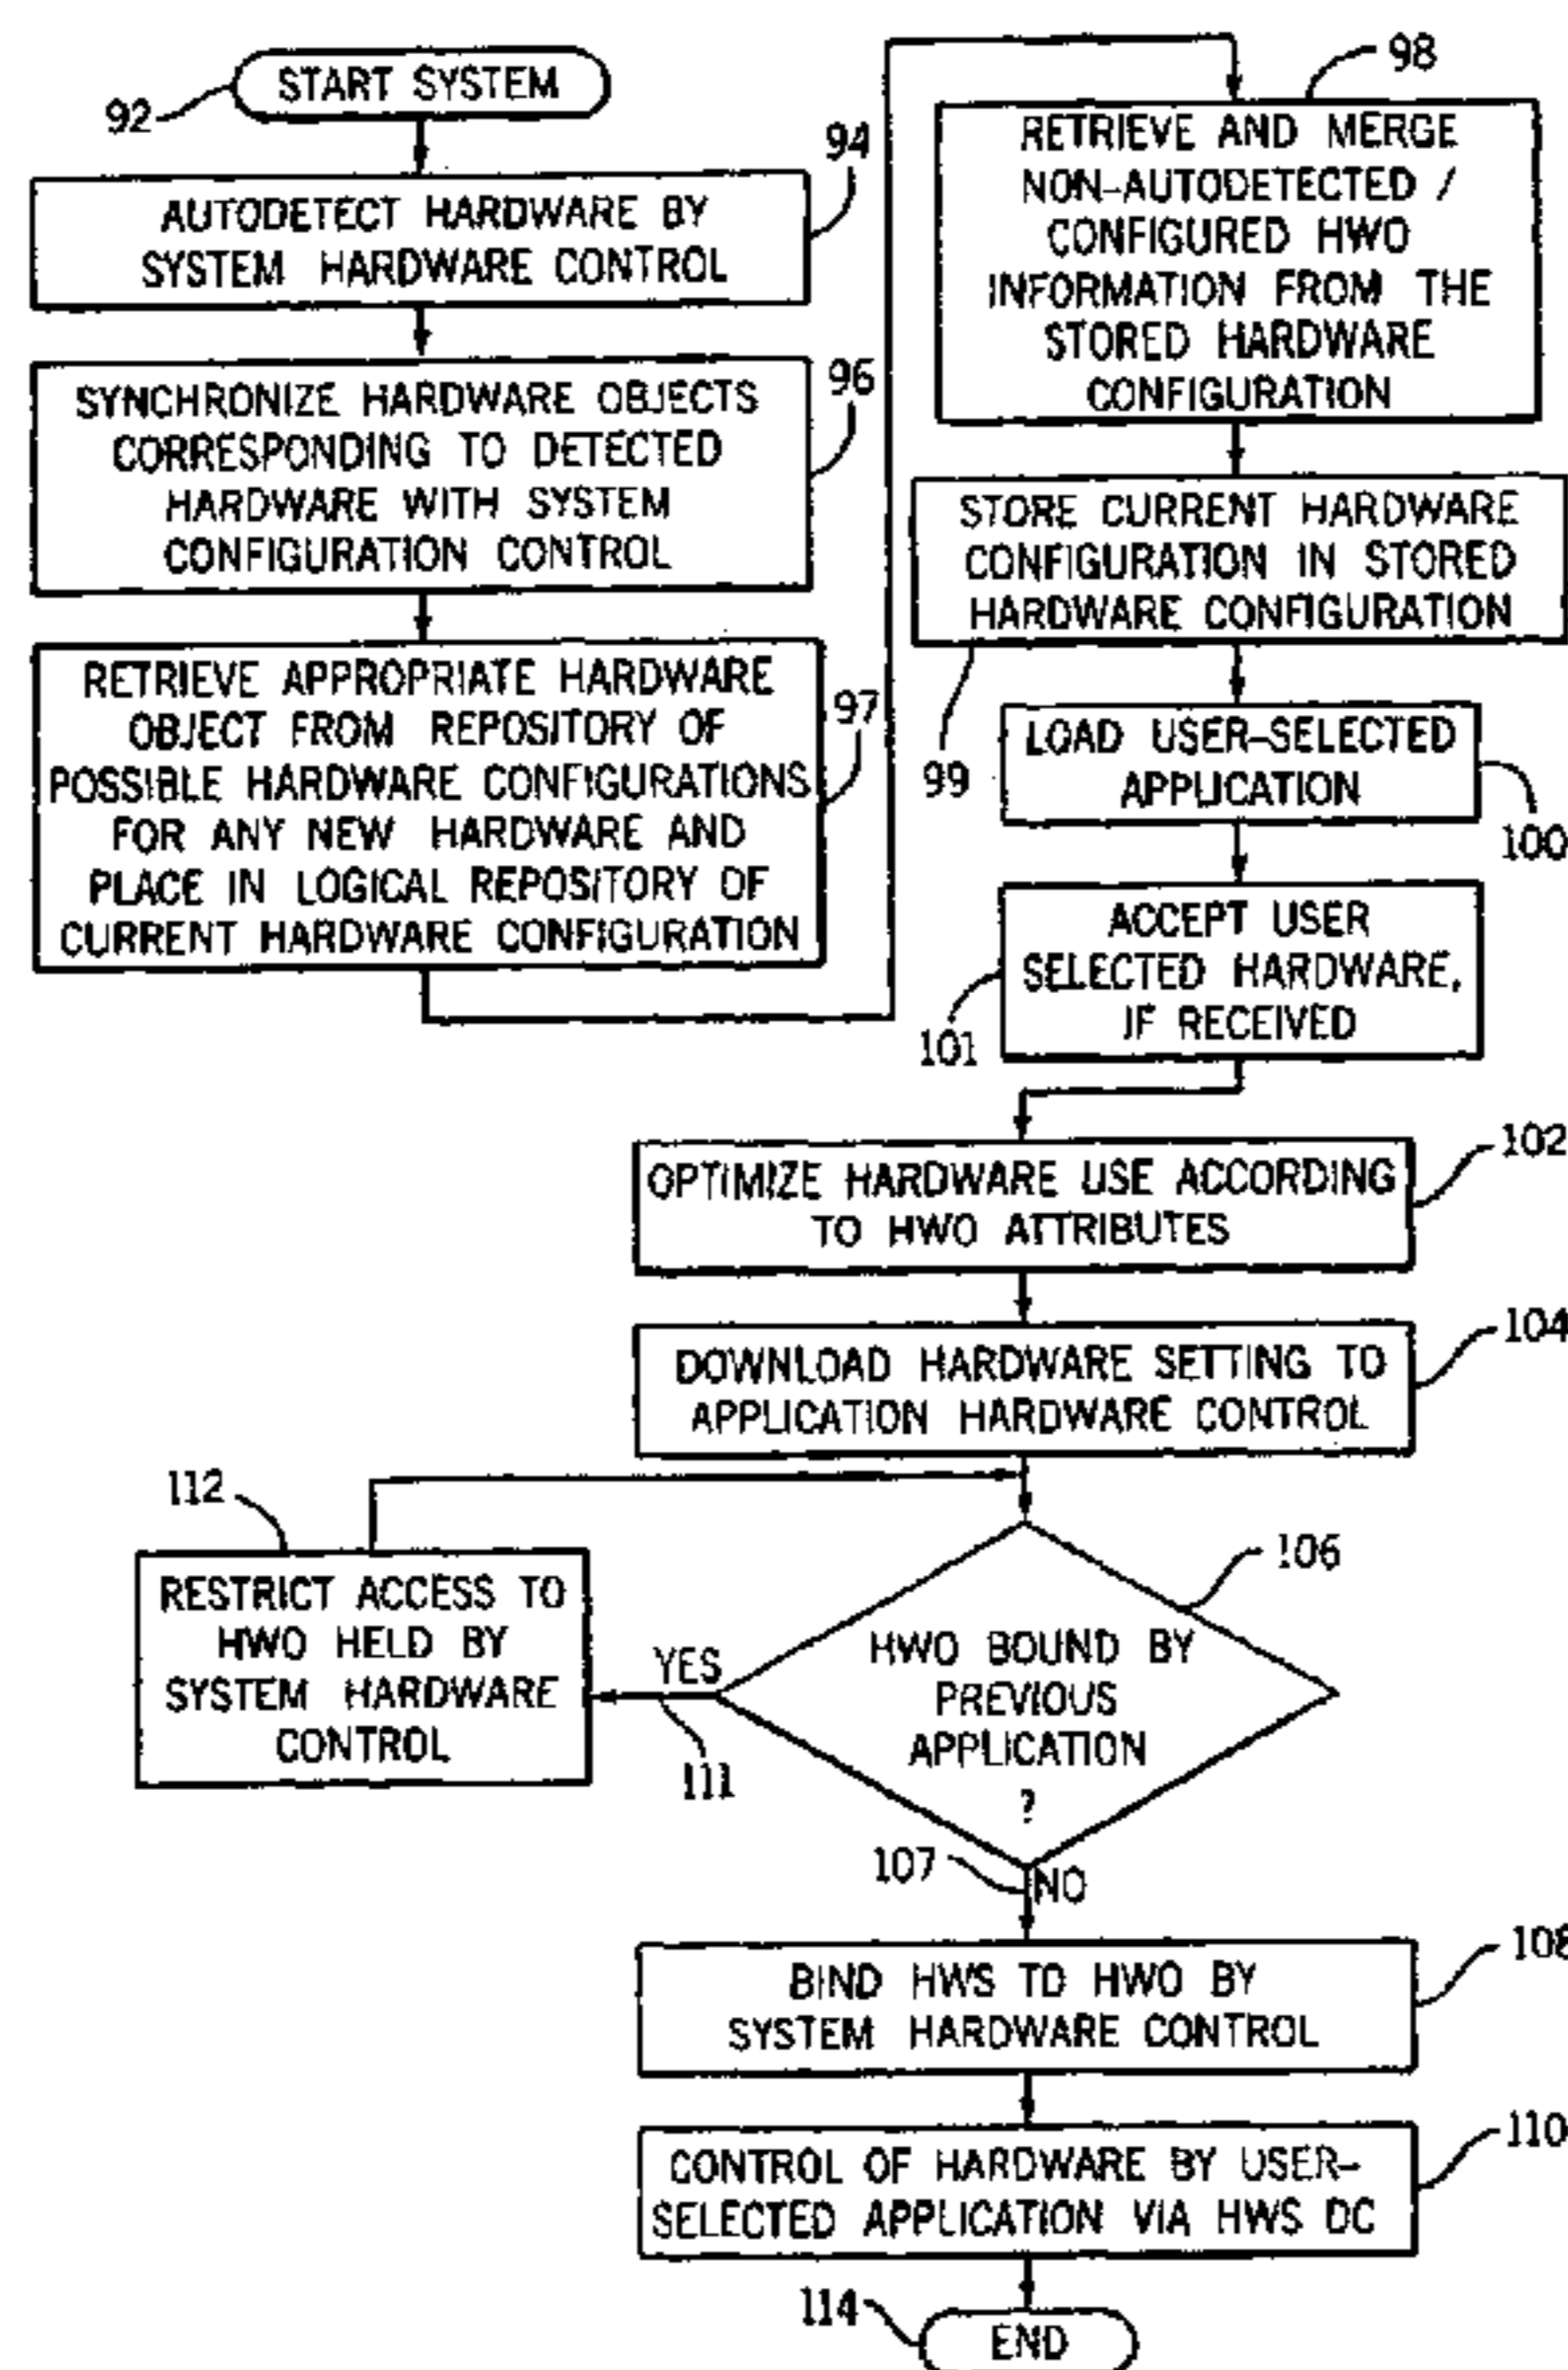 START SYSTEM
92
94
AUTODETECT HARDWARE BY
SYSTEM HARDWARE CONTROL
96
SYNCHRONIZE HARDWARE OBJECTS
CORRESPONDING TO DETECTED
HARDWARE WITH SYSTEM
CONFIGURATION CONTROL
97
RETRIEVE APPROPRIATE HARDWARE
OBJECT FROM REPOSITORY OF
POSSIBLE HARDWARE CONFIGURATIONS
FOR ANY NEW HARDWARE AND
PLACE IN LOGICAL REPOSITORY OF
CURRENT HARDWARE CONFIGURATION
98
RETRIEVE AND MERGE
NON-AUTODETECTED /
CONFIGURED HWO
INFORMATION FROM THE
STORED HARDWARE
CONFIGURATION
STORE CURRENT HARDWARE
CONFIGURATION IN STORED
HARDWARE CONFIGURATION
99
LOAD USER-SELECTED
APPLICATION
100
ACCEPT USER
SELECTED HARDWARE,
IF RECEIVED
101
102
OPTIMIZE HARDWARE USE ACCORDING
TO HWO ATTRIBUTES
104
DOWNLOAD HARDWARE SETTING TO
APPLICATION HARDWARE CONTROL
112
RESTRICT ACCESS TO
HWO HELD BY
SYSTEM HARDWARE
CONTROL
YES
111
106
HWO BOUND BY
PREVIOUS
APPLICATION
?
107
NO
108
BIND HWS TO HWO BY
SYSTEM HARDWARE CONTROL
110
CONTROL OF HARDWARE BY USER-
SELECTED APPLICATION VIA HWS DC
114
END